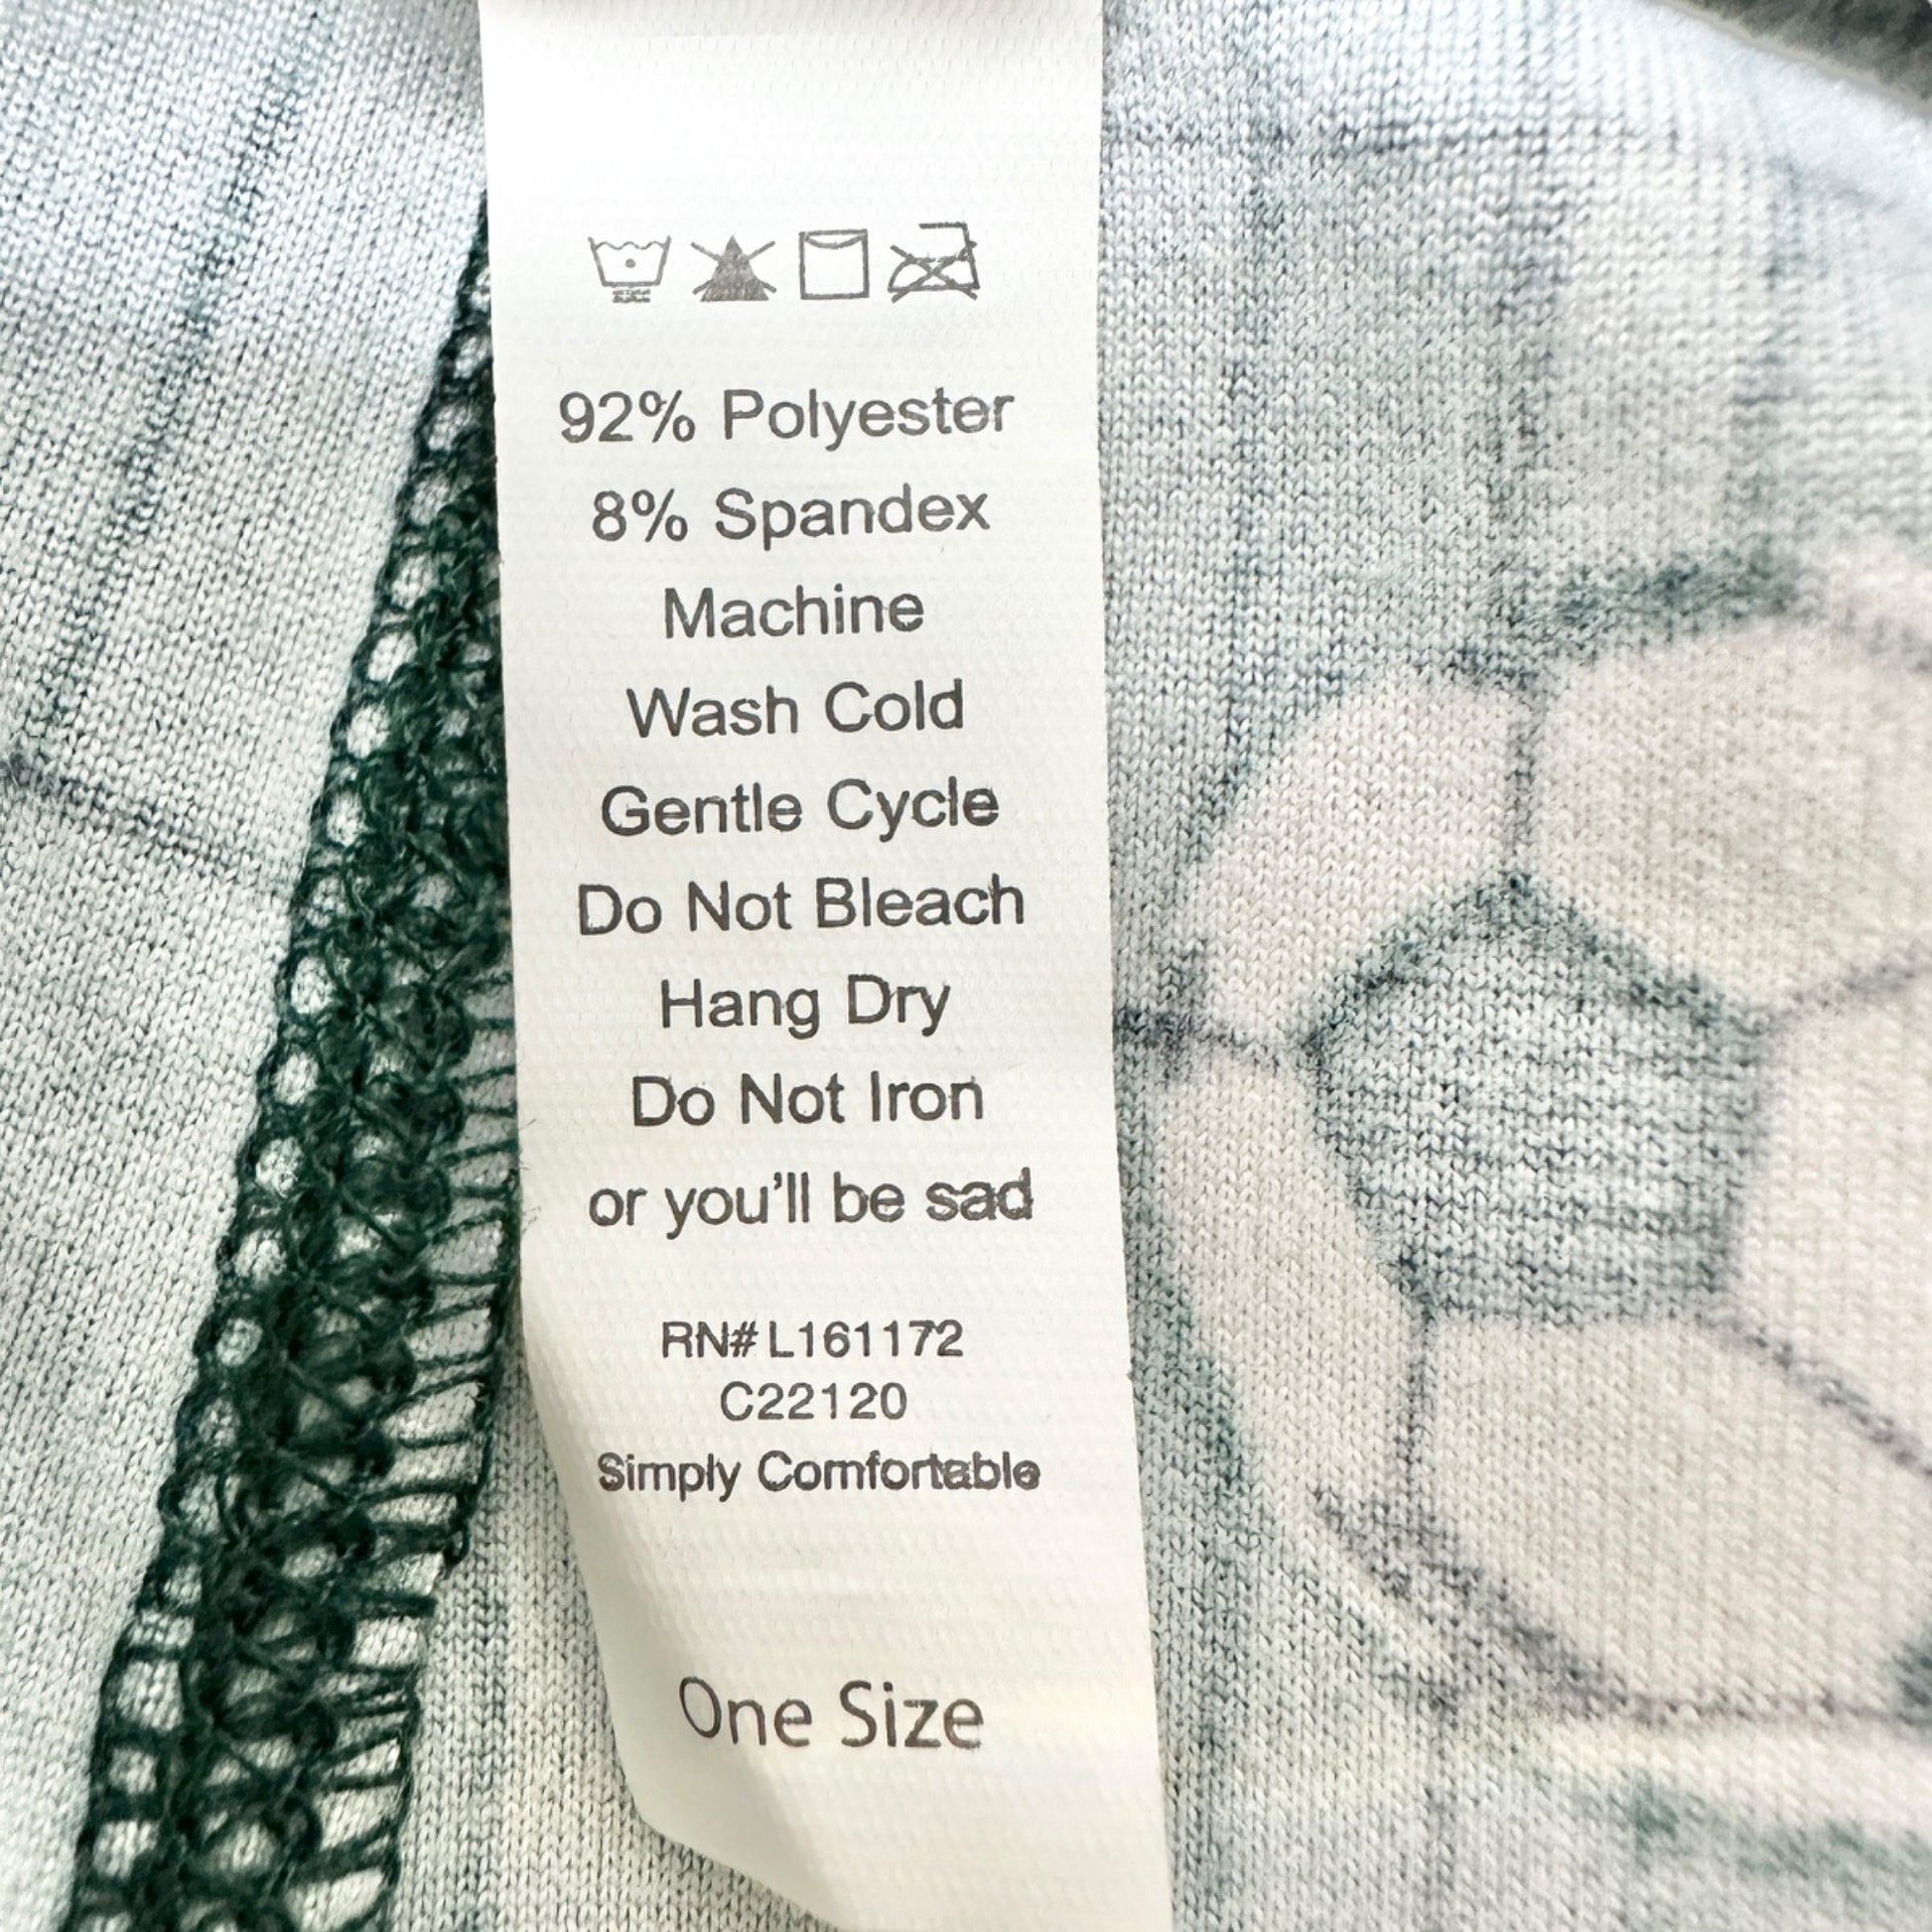 92% Polyester
8% Spandex
Machine
Wash Cold
Gentle Cycle
Do Not Bleach
Hang Dry
Do Not Iron
or you'll be sad
RN# L161172
C22120
Simply Comfortable
One Size